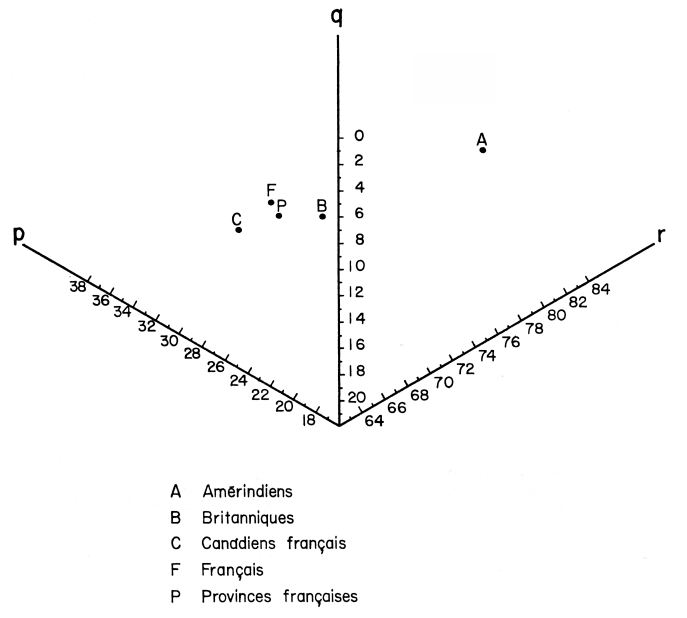 q
A
F
P
B
C
p
r
0
2
4
6
8
10
12
14
16
18
20
38
36
34
32
30
28
26
24
22
20
18
64
66
68
70
72
74
76
78
80
82
84
A Amérindiens
B Britanniques
C Canadiens français
F Français
P Provinces françaises